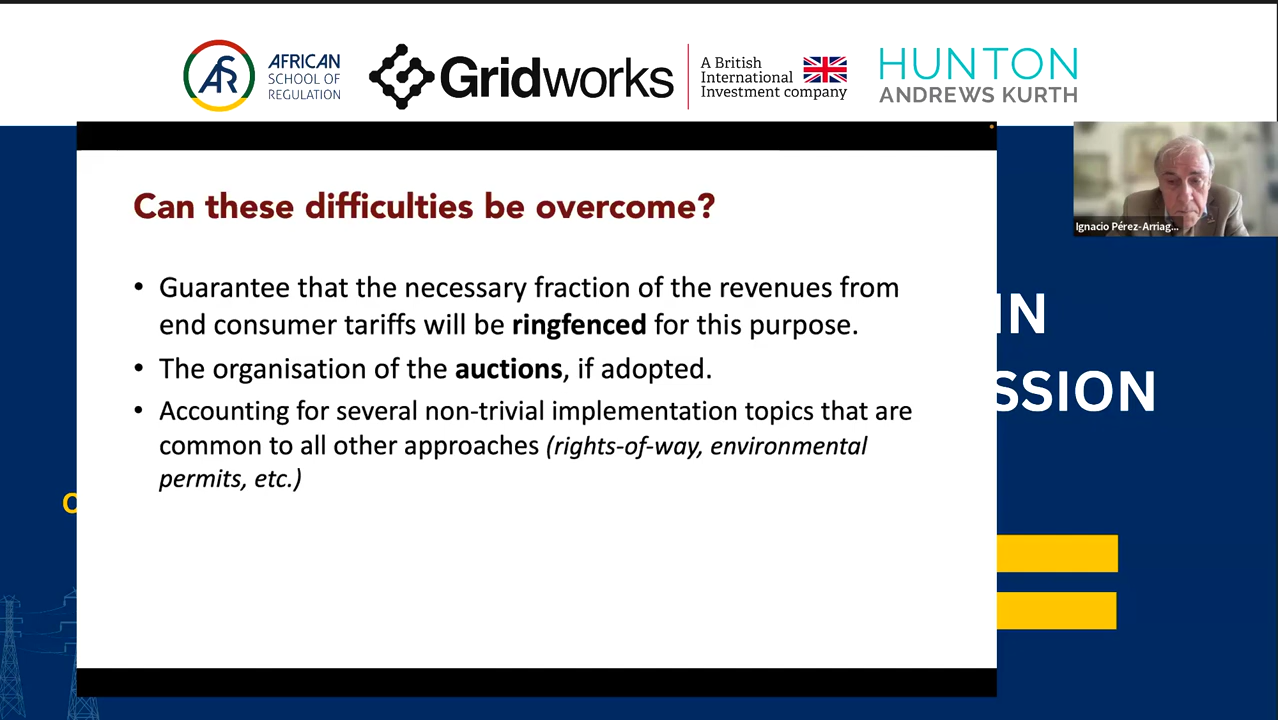 AFRICAN
SCHOOL OF
REGULATION
Gridworks
A British
International
Investment company
HUNTON
ANDREWS KURTH
Can these difficulties be overcome?
• Guarantee that the necessary fraction of the revenues from
end consumer tariffs will be ringfenced for this purpose.
• The organisation of the auctions, if adopted.
• Accounting for several non-trivial implementation topics that are
common to all other approaches (rights-of-way, environmental
permits, etc.)
Ignacio Pérez-Arriag...
IN
SSION